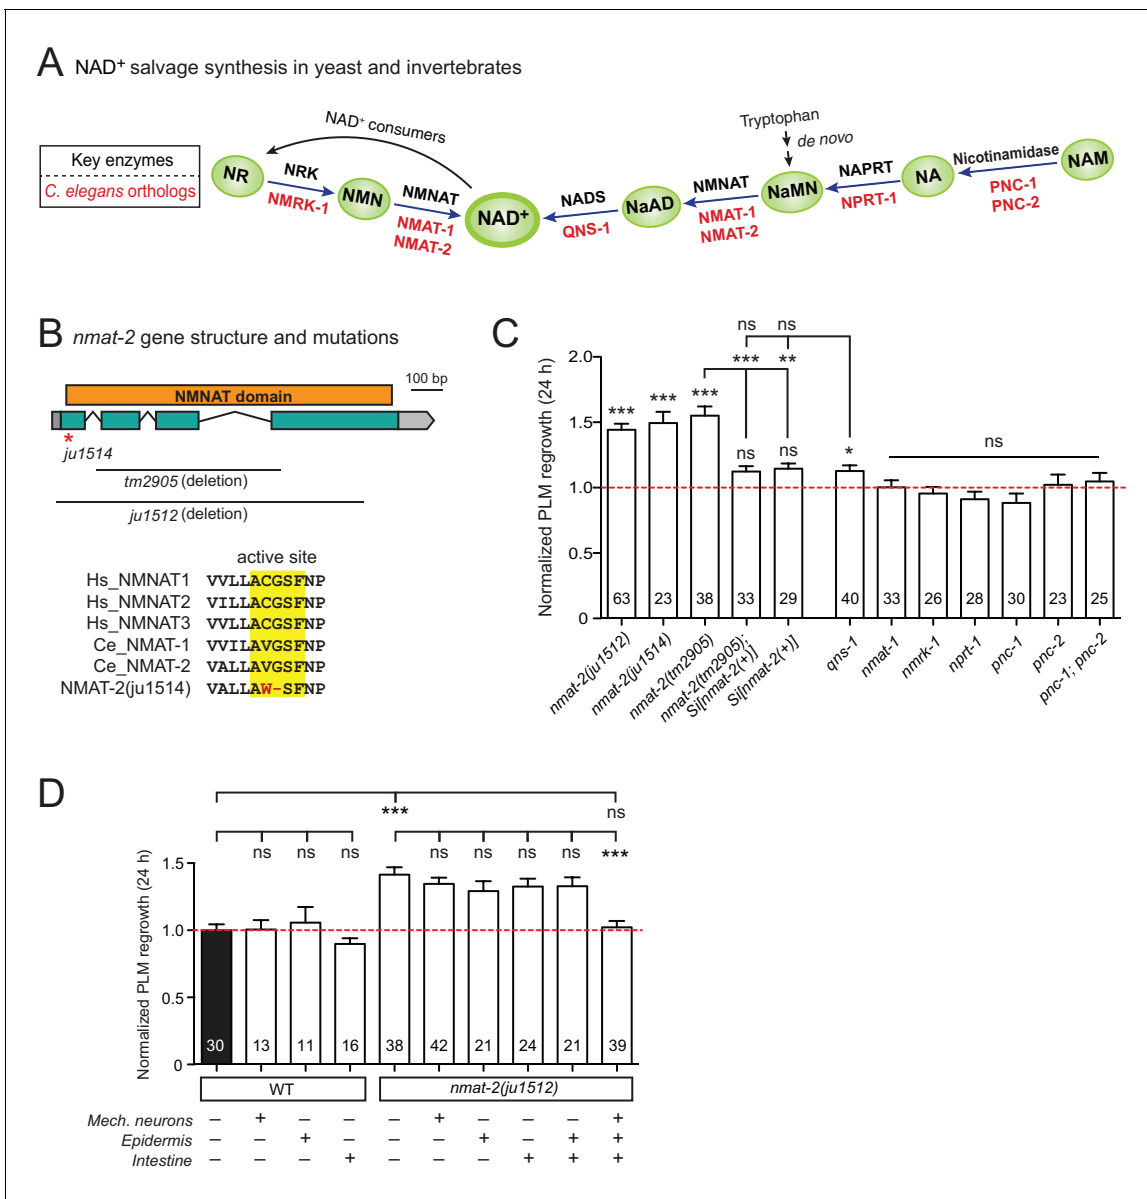 A NAD+ salvage synthesis in yeast and invertebrates
Key enzymes
C. elegans orthologs
NR
NRK
NMRK-1
NMN
NMNAT
NMAT-1
NMAT-2
NAD+ consumers
NAD+
NADS
QNS-1
NaAD
NMNAT
NMAT-1
NMAT-2
Tryptophan
de novo
NaMN
NAPRT
NPRT-1
NA
Nicotinamidase
PNC-1
PNC-2
NAM
B nmat-2 gene structure and mutations
100 bp
NMNAT domain
*
ju1514
tm2905 (deletion)
ju1512 (deletion)
active site
Hs_NMNAT1 VVLLACGSFNP
Hs_NMNAT2 VILLACGSFNP
Hs_NMNAT3 VVLLACGSFNP
Ce_NMAT-1 VVILAVGSFNP
Ce_NMAT-2 VALLAVGSFNP
NMAT-2(ju1514) VALLAW-SFNP
C
Normalized PLM regrowth (24 h)
2.0
1.5
1.0
0.5
0
ns ns
*** **
*** *** *** ns ns * ns
63 23 38 33 29 40 33 26 28 30 23 25
nmat-2(ju1512)
nmat-2(ju1514)
nmat-2(tm2905)
nmat-2(tm2905);
Si[nmat-2(+)]
Si[nmat-2(+)]
qns-1
nmat-1
nmrk-1
nprt-1
pnc-1
pnc-2
pnc-1; pnc-2
D
Normalized PLM regrowth (24 h)
1.5
1.0
0.5
0
*** ns
ns ns ns ns ns ns ns ***
30 13 11 16 38 42 21 24 21 39
WT nmat-2(ju1512)
Mech. neurons – + – – – + – – – +
Epidermis – – + – – – + – + +
Intestine – – – + – – – + + +